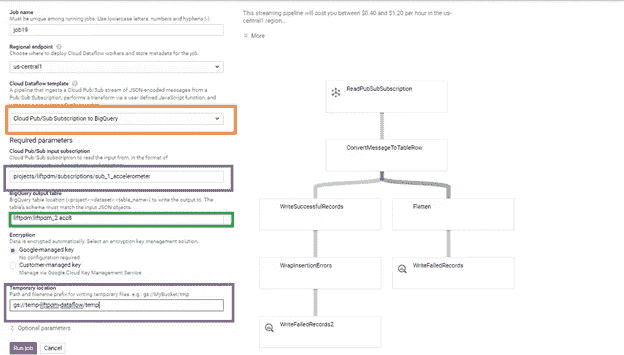 Job name
Must be unique among running jobs. Use lowercase letters, numbers and hyphens (-).
job19
Regional endpoint
Choose where to deploy Cloud Dataflow workers and store metadata for the job.
us-central1
Cloud Dataflow template
A pipeline that ingests a Cloud Pub/Sub stream of JSON-encoded messages from a
Pub/Sub Subscription, performs a transform via a user defined JavaScript function, and
Cloud Pub/Sub Subscription to BigQuery
Required parameters
Cloud Pub/Sub input subscription
Cloud Pub/Sub subscription to read the input from, in the format of
projects/liftpdm/subscriptions/sub_1_accelerometer
BigQuery output table
BigQuery table location (<project>:<dataset>.<table_name>) to write the output to. The
table's schema must match the input JSON objects.
liftpdm:liftpdm_2.acc8
Encryption
Data is encrypted automatically. Select an encryption key management solution.
Google-managed key
No configuration required
Customer-managed key
Manage via Google Cloud Key Management Service.
Temporary location
Path and filename prefix for writing temporary files. e.g.: gs://MyBucket/tmp
gs://temp-liftpdm-dataflow/temp
Optional parameters
Run job Cancel
This streaming pipeline will cost you between $0.40 and $1.20 per hour in the us-
central1 region...
More
ReadPubSubSubscription
ConvertMessageToTableRow
WriteSuccessfulRecords
Flatten
WrapInsertionErrors
WriteFailedRecords
WriteFailedRecords2